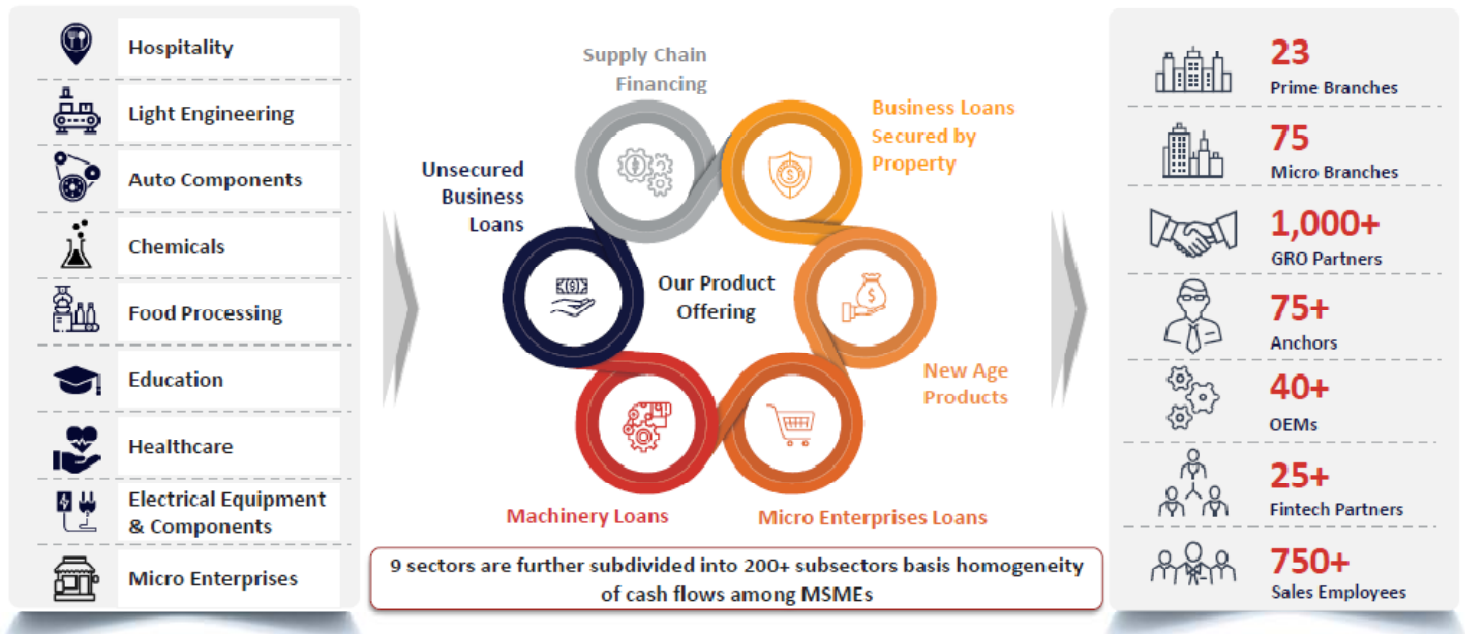 Hospitality
Light Engineering
Auto Components
Chemicals
Food Processing
Education
Healthcare
Electrical Equipment
& Components
Micro Enterprises
Supply Chain
Financing
Business Loans
Secured by
Property
Unsecured
Business
Loans
Our Product
Offering
New Age
Products
Machinery Loans
Micro Enterprises Loans
9 sectors are further subdivided into 200+ subsectors basis homogeneity
of cash flows among MSMEs
23
Prime Branches
75
Micro Branches
1,000+
GRO Partners
75+
Anchors
40+
OEMs
25+
Fintech Partners
750+
Sales Employees